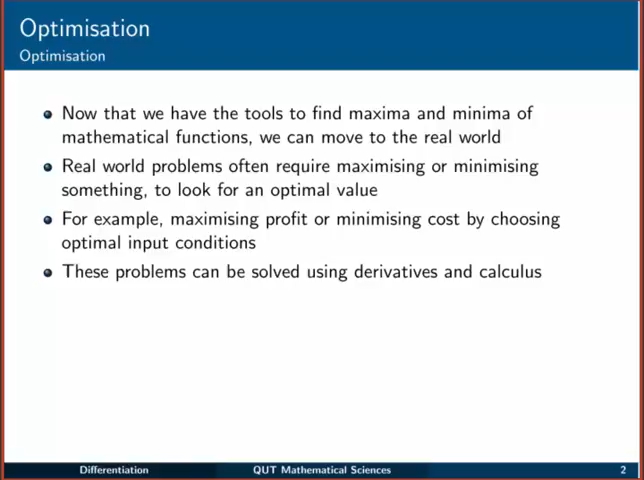 Optimisation
Optimisation
Now that we have the tools to find maxima and minima of
mathematical functions, we can move to the real world
Real world problems often require maximising or minimising
something, to look for an optimal value
For example, maximising profit or minimising cost by choosing
optimal input conditions
These problems can be solved using derivatives and calculus
Differentiation QUT Mathematical Sciences 2